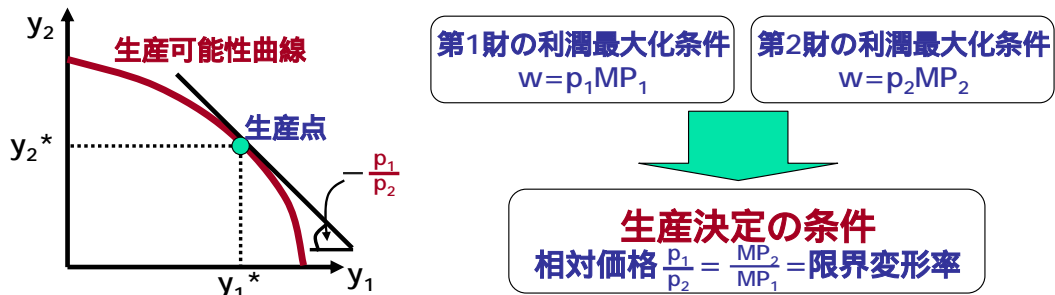 y₂
生産可能性曲線
生産点
y₂*
− p₁/p₂
y₁*
y₁
第1財の利潤最大化条件
w=p₁MP₁
第2財の利潤最大化条件
w=p₂MP₂
生産決定の条件
相対価格 p₁/p₂ = MP₂/MP₁ =限界変形率